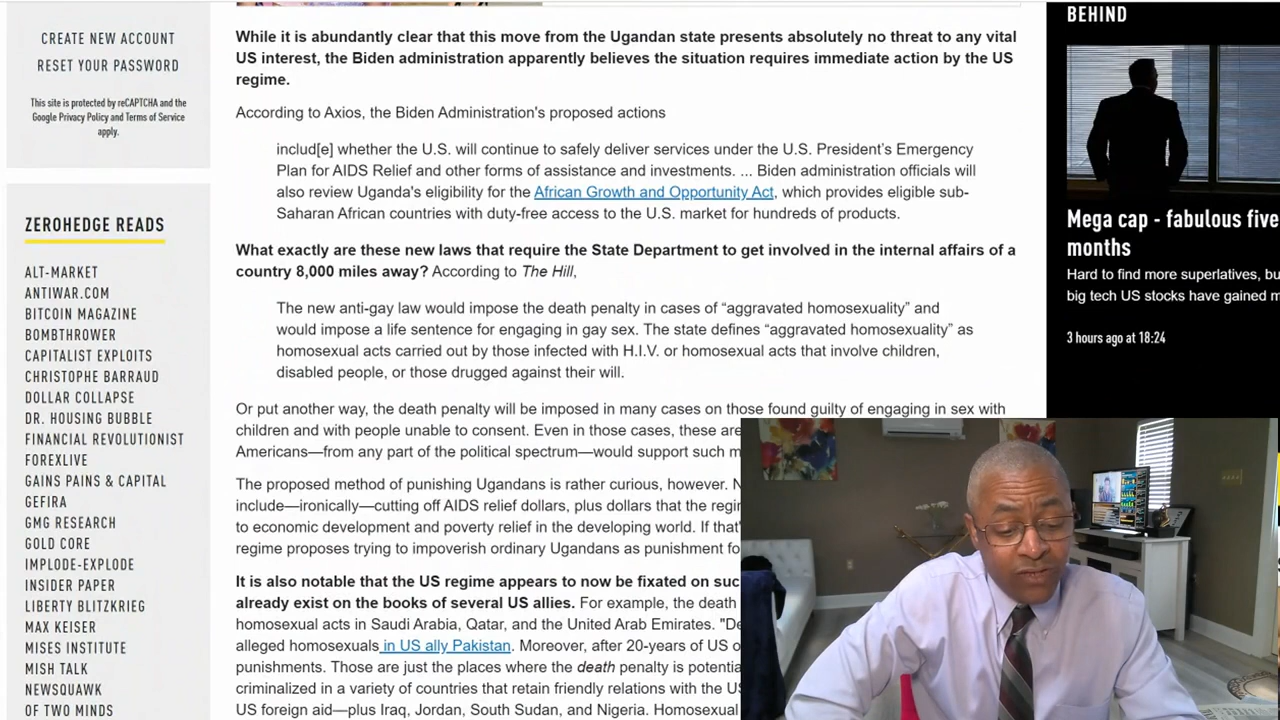 CREATE NEW ACCOUNT
RESET YOUR PASSWORD
This site is protected by reCAPTCHA and the
Google Privacy Policy and Terms of Service
apply.
ZEROHEDGE READS
ALT-MARKET
ANTIWAR.COM
BITCOIN MAGAZINE
BOMBTHROWER
CAPITALIST EXPLOITS
CHRISTOPHE BARRAUD
DOLLAR COLLAPSE
DR. HOUSING BUBBLE
FINANCIAL REVOLUTIONIST
FOREXLIVE
GAINS PAINS & CAPITAL
GEFIRA
GMG RESEARCH
GOLD CORE
IMPLODE-EXPLODE
INSIDER PAPER
LIBERTY BLITZKRIEG
MAX KEISER
MISES INSTITUTE
MISH TALK
NEWSQUAWK
OF TWO MINDS
While it is abundantly clear that this move from the Ugandan state presents absolutely no threat to any vital
US interest, the Biden administration apparently believes the situation requires immediate action by the US
regime.
According to Axios, the Biden Administration's proposed actions
includ[e] whether the U.S. will continue to safely deliver services under the U.S. President's Emergency
Plan for AIDS Relief and other forms of assistance and investments. ... Biden administration officials will
also review Uganda's eligibility for the African Growth and Opportunity Act, which provides eligible sub-
Saharan African countries with duty-free access to the U.S. market for hundreds of products.
What exactly are these new laws that require the State Department to get involved in the internal affairs of a
country 8,000 miles away? According to The Hill,
The new anti-gay law would impose the death penalty in cases of “aggravated homosexuality” and
would impose a life sentence for engaging in gay sex. The state defines “aggravated homosexuality” as
homosexual acts carried out by those infected with H.I.V. or homosexual acts that involve children,
disabled people, or those drugged against their will.
Or put another way, the death penalty will be imposed in many cases on those found guilty of engaging in sex with
children and with people unable to consent. Even in those cases, these are
Americans—from any part of the political spectrum—would support such m
The proposed method of punishing Ugandans is rather curious, however. N
include—ironically—cutting off AIDS relief dollars, plus dollars that the regi
to economic development and poverty relief in the developing world. If that'
regime proposes trying to impoverish ordinary Ugandans as punishment fo
It is also notable that the US regime appears to now be fixated on suc
already exist on the books of several US allies. For example, the death
homosexual acts in Saudi Arabia, Qatar, and the United Arab Emirates. "De
alleged homosexuals in US ally Pakistan. Moreover, after 20-years of US o
punishments. Those are just the places where the death penalty is potentia
criminalized in a variety of countries that retain friendly relations with the US
US foreign aid—plus Iraq, Jordan, South Sudan, and Nigeria. Homosexual
BEHIND
Mega cap - fabulous five
months
Hard to find more superlatives, bu
big tech US stocks have gained m
3 hours ago at 18:24